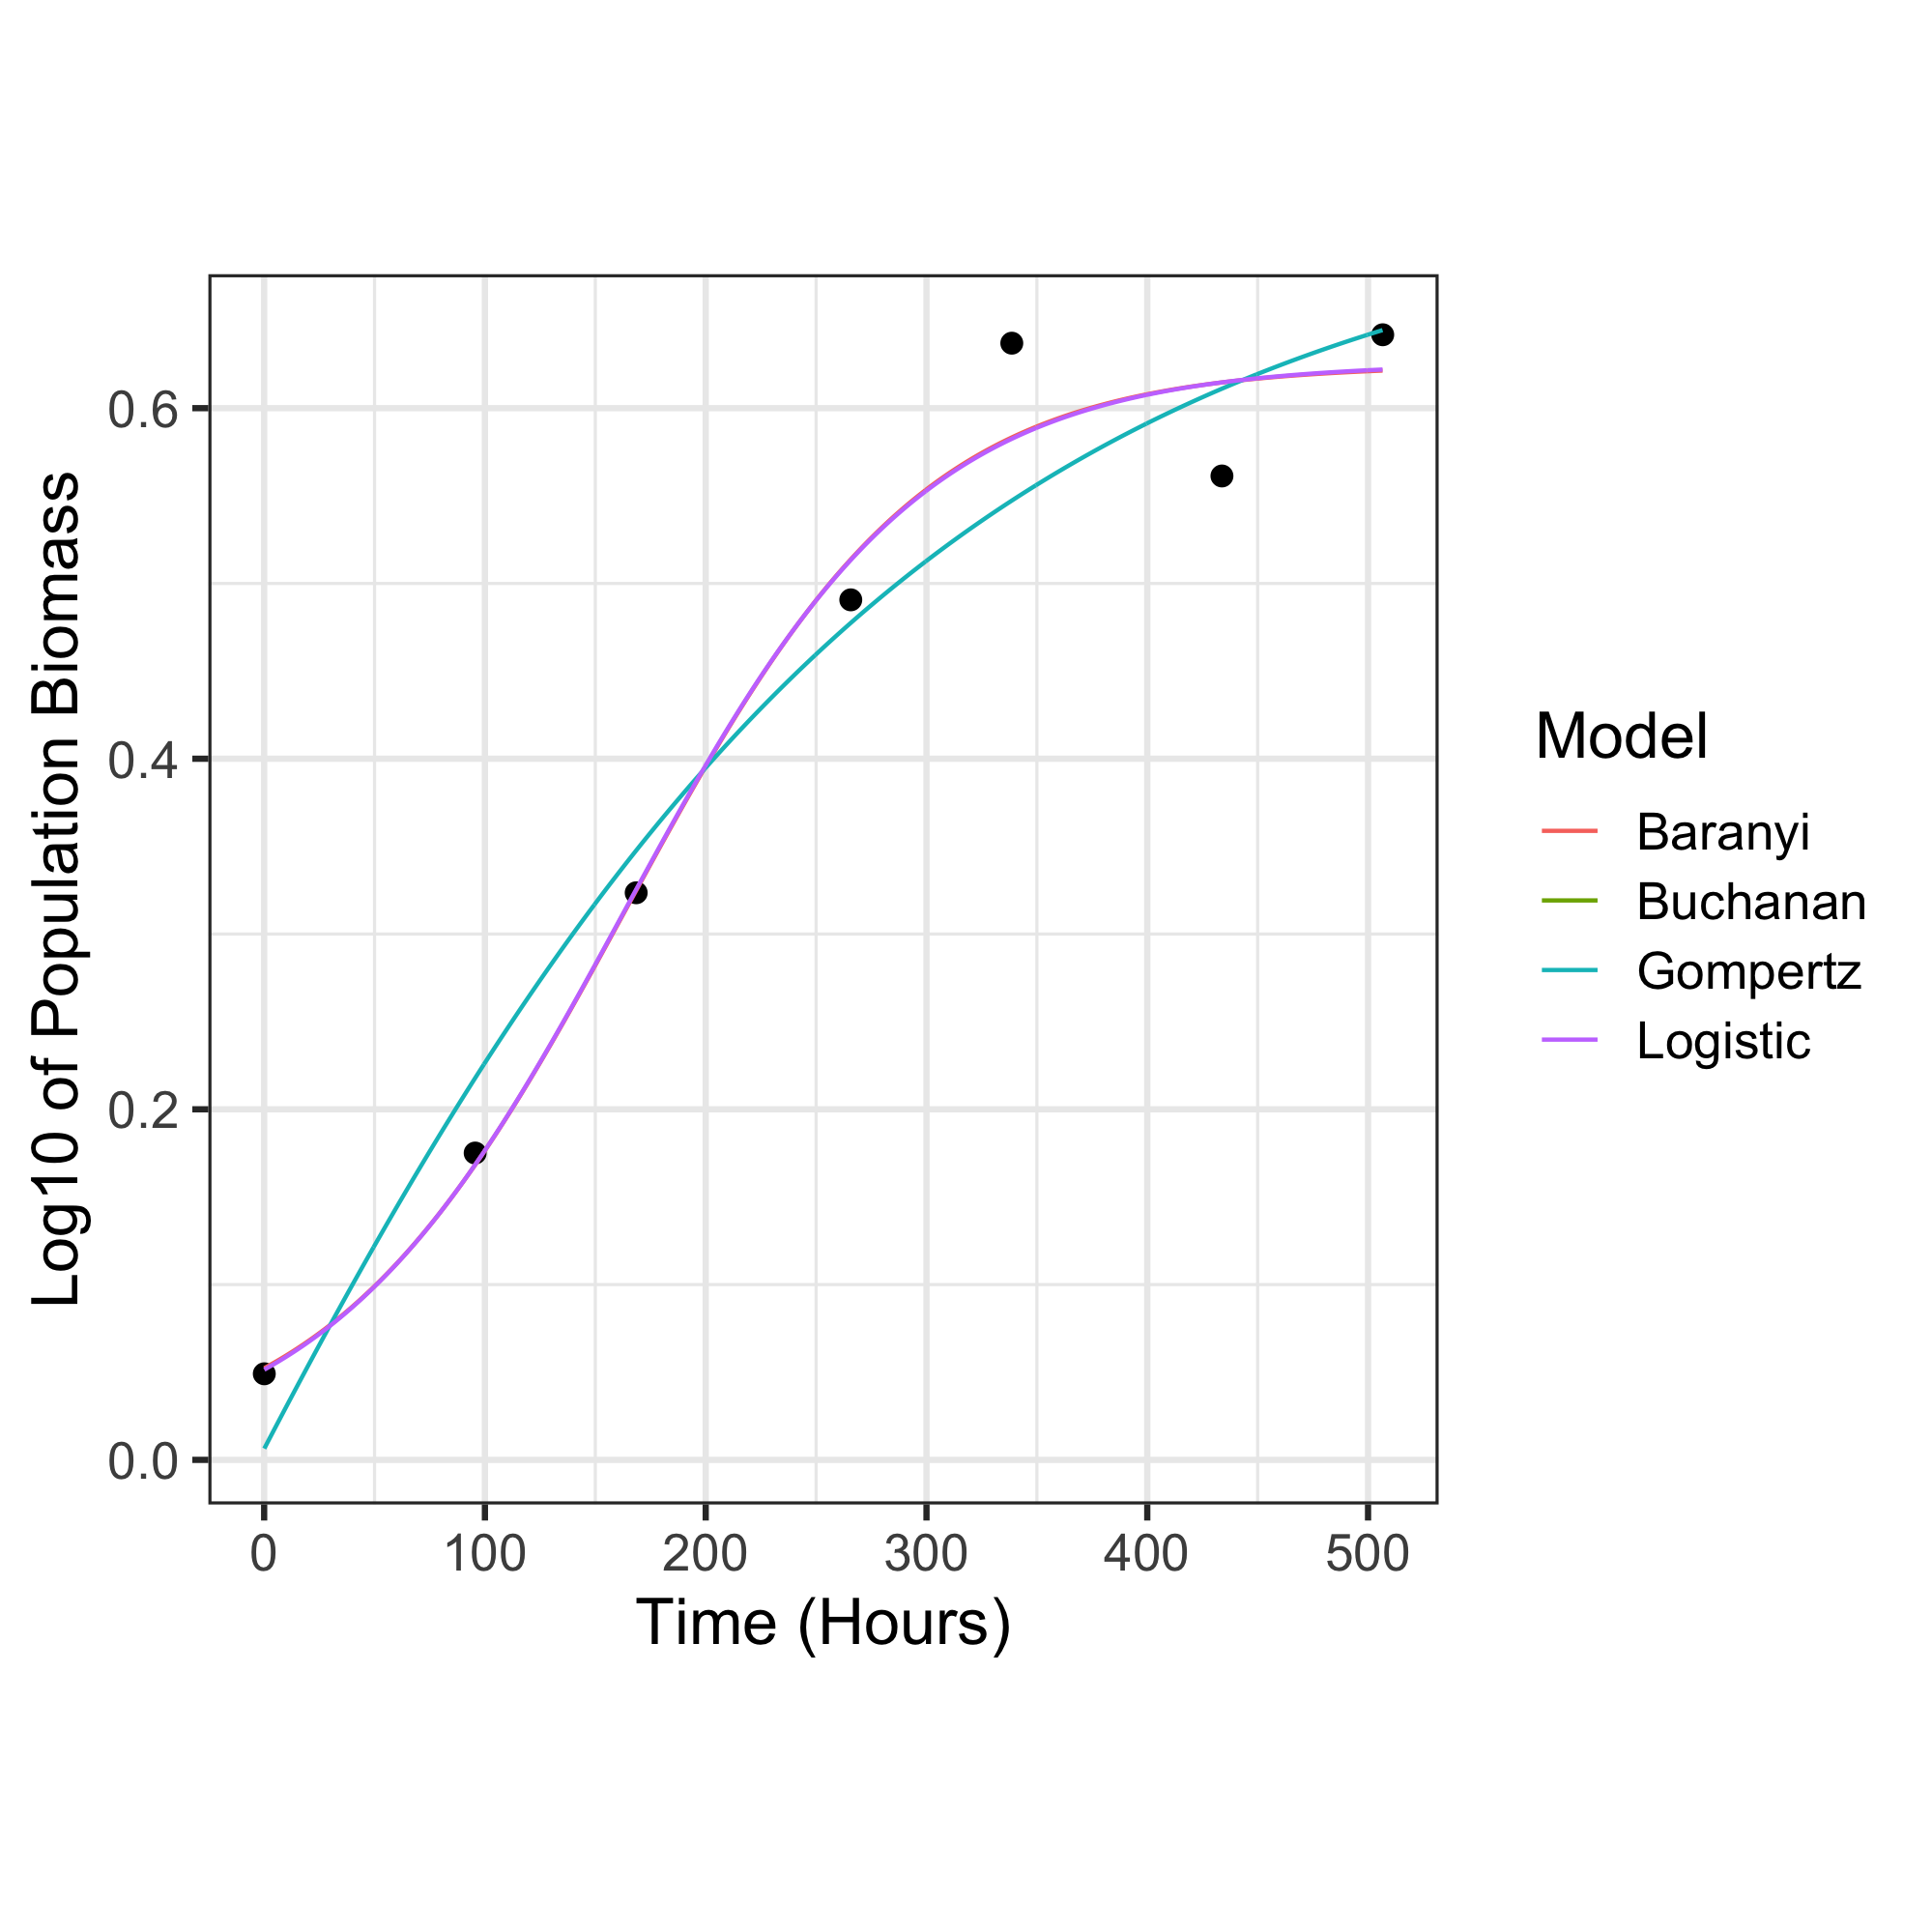 Log10 of Population Biomass
0.6
0.4
0.2
0.0
0 100 200 300 400 500
Time (Hours)
Model
Baranyi
Buchanan
Gompertz
Logistic